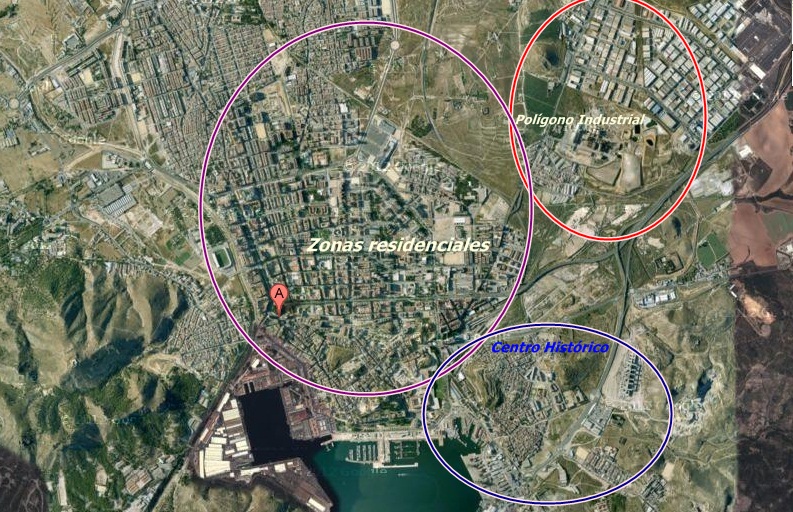 Polígono Industrial
Zonas residenciales
A
Centro Histórico